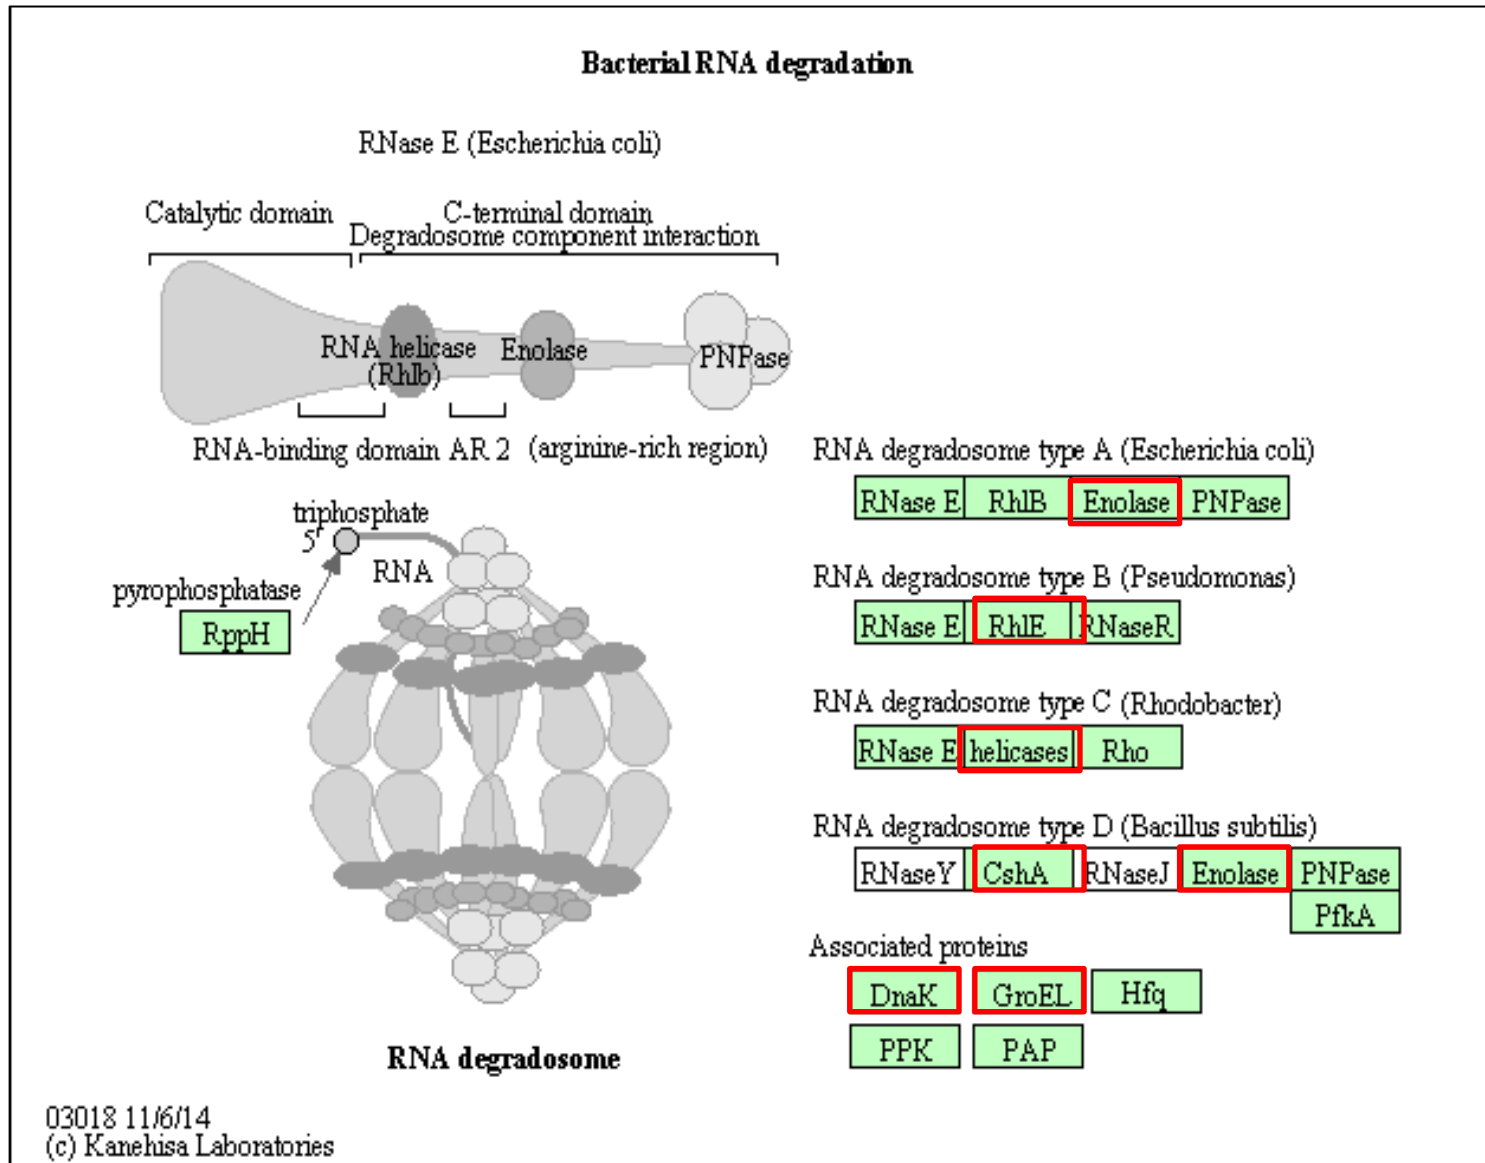 Bacterial RNA degradation
RNase E (Escherichia coli)
Catalytic domain
C-terminal domain
Degradosome component interaction
RNA helicase
(Rhlb)
Enolase
PNPase
RNA-binding domain AR 2 (arginine-rich region)
triphosphate
5'
RNA
pyrophosphatase
RppH
RNA degradosome
RNA degradosome type A (Escherichia coli)
RNase E RhlB Enolase PNPase
RNA degradosome type B (Pseudomonas)
RNase E RhlE RNaseR
RNA degradosome type C (Rhodobacter)
RNase E helicases Rho
RNA degradosome type D (Bacillus subtilis)
RNaseY CshA RNaseJ Enolase PNPase
PfkA
Associated proteins
DnaK GroEL Hfq
PPK PAP
03018 11/6/14
(c) Kanehisa Laboratories